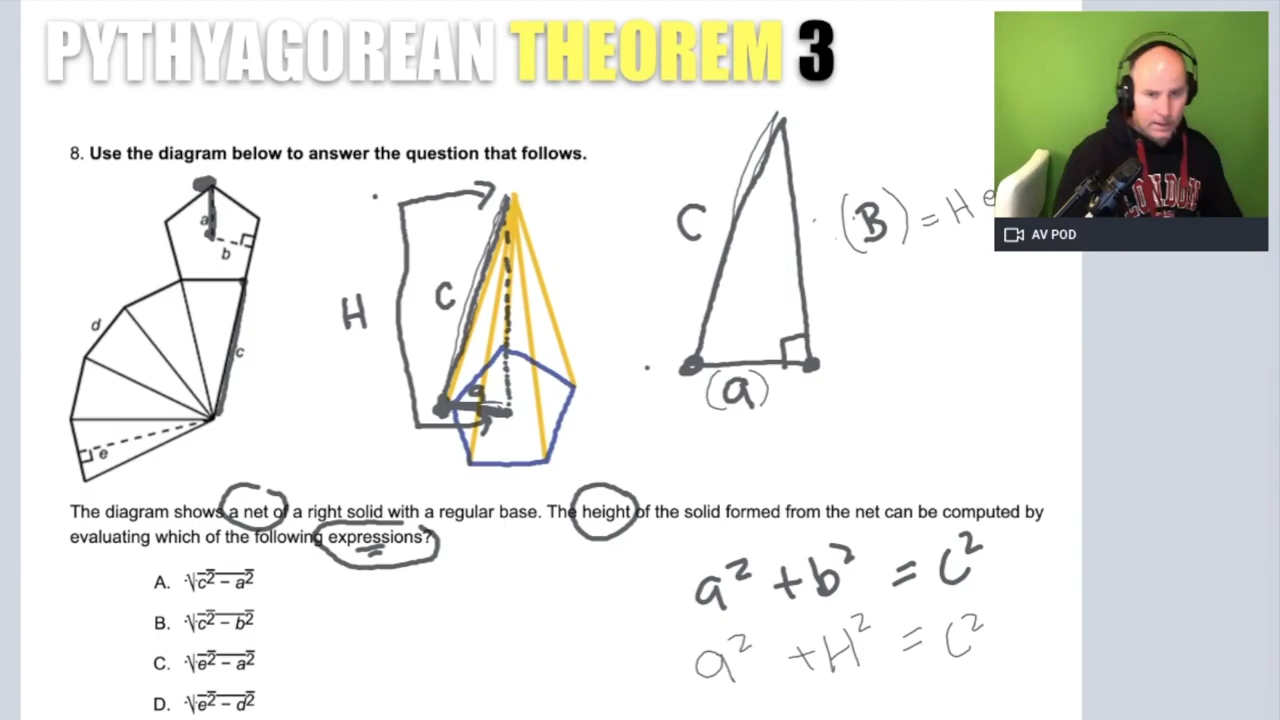 PYTHYAGOREAN THEOREM 3
8. Use the diagram below to answer the question that follows.
a
b
d
c
e
H
C
a
C
(B) = H e
(a)
AV POD
The diagram shows a net of a right solid with a regular base. The height of the solid formed from the net can be computed by
evaluating which of the following expressions?
A. √c² – a²
B. √c² – b²
C. √e² – a²
D. √e² – d²
a² + b² = c²
a² + H² = c²